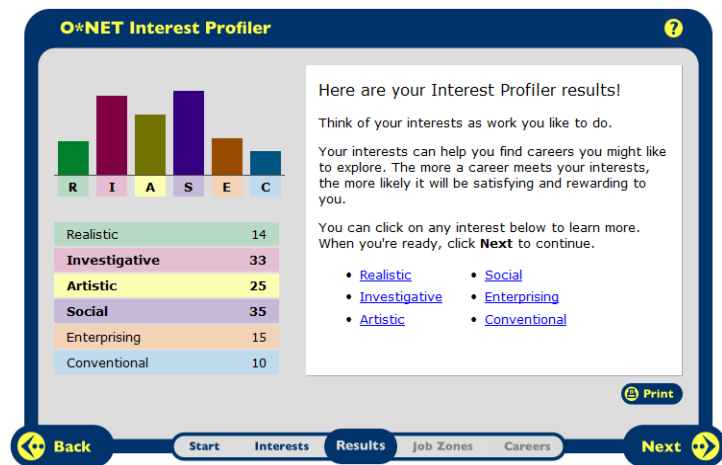 O*NET Interest Profiler
?
R I A S E C
Realistic 14
Investigative 33
Artistic 25
Social 35
Enterprising 15
Conventional 10
Here are your Interest Profiler results!
Think of your interests as work you like to do.
Your interests can help you find careers you might like
to explore. The more a career meets your interests,
the more likely it will be satisfying and rewarding to
you.
You can click on any interest below to learn more.
When you're ready, click Next to continue.
• Realistic • Social
• Investigative • Enterprising
• Artistic • Conventional
Print
Back Start Interests Results Job Zones Careers Next